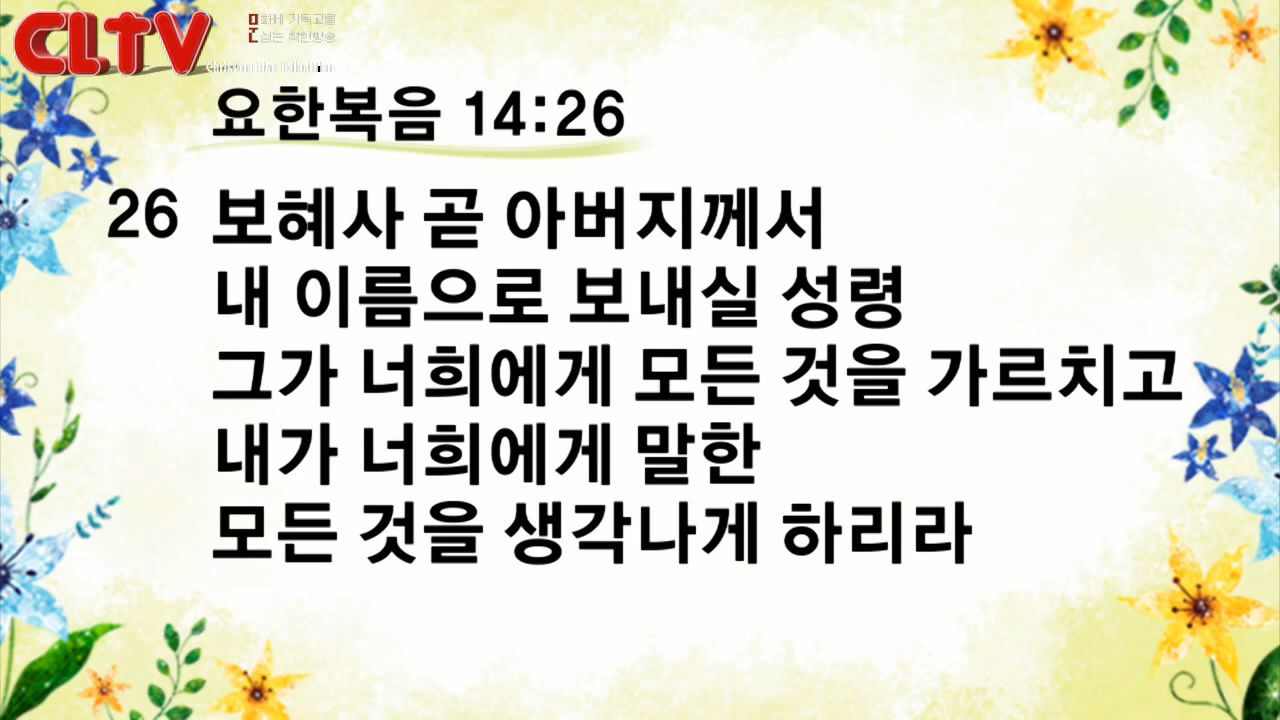 CLTV
요한복음 14:26
26 보혜사 곧 아버지께서
내 이름으로 보내실 성령
그가 너희에게 모든 것을 가르치고
내가 너희에게 말한
모든 것을 생각나게 하리라